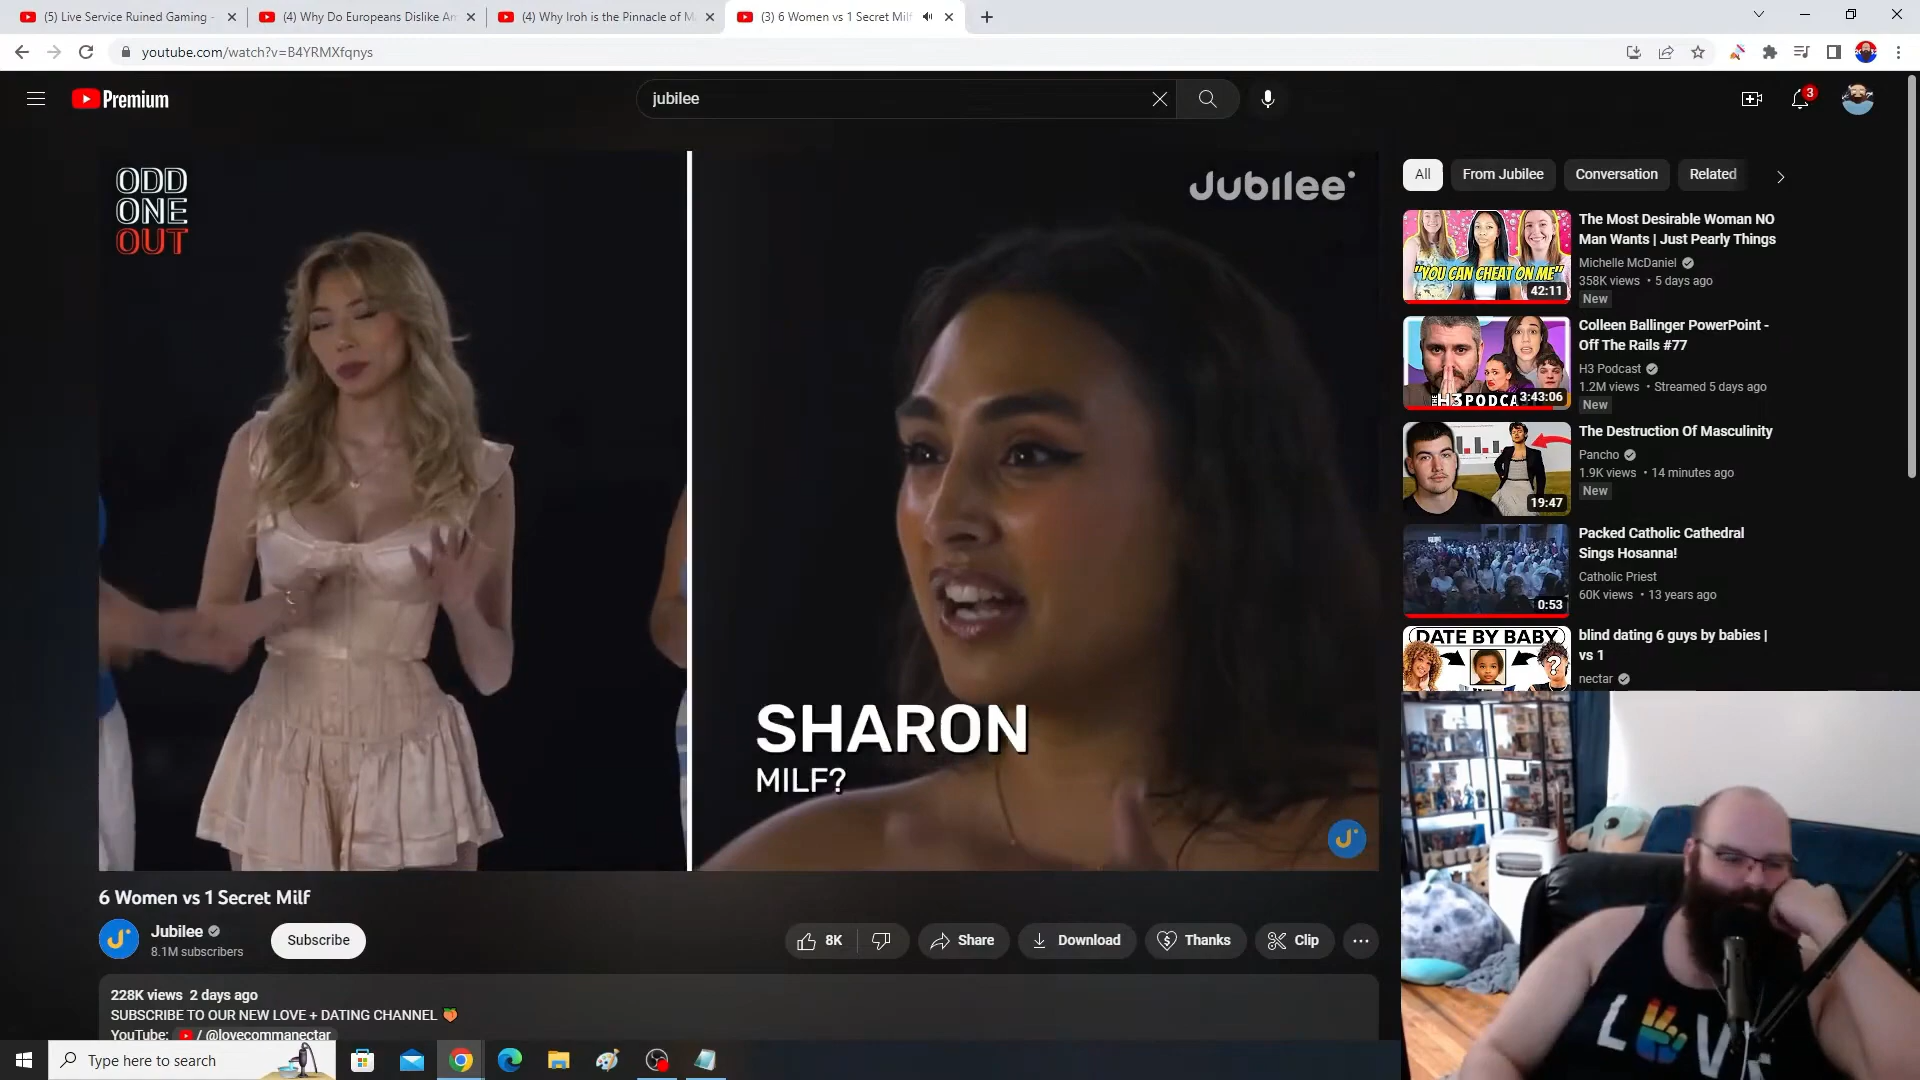 (5) Live Service Ruined Gaming -
(4) Why Do Europeans Dislike Am
(4) Why Iroh is the Pinnacle of Ma
(3) 6 Women vs 1 Secret Milf
youtube.com/watch?v=B4YRMXfqnys
Premium
jubilee
3
ODD
ONE
OUT
Jubilee
SHARON
MILF?
All
From Jubilee
Conversation
Related
"YOU CAN CHEAT ON ME"
42:11
The Most Desirable Woman NO
Man Wants | Just Pearly Things
Michelle McDaniel
358K views • 5 days ago
New
H3 PODCA
3:43:06
Colleen Ballinger PowerPoint -
Off The Rails #77
H3 Podcast
1.2M views • Streamed 5 days ago
New
19:47
The Destruction Of Masculinity
Pancho
1.9K views • 14 minutes ago
New
0:53
Packed Catholic Cathedral
Sings Hosanna!
Catholic Priest
60K views • 13 years ago
DATE BY BABY
?
blind dating 6 guys by babies |
vs 1
nectar
6 Women vs 1 Secret Milf
Jubilee
8.1M subscribers
Subscribe
8K
Share
Download
Thanks
Clip
228K views 2 days ago
SUBSCRIBE TO OUR NEW LOVE + DATING CHANNEL 🍑
YouTube: / @lovecommanectar
Type here to search
L V